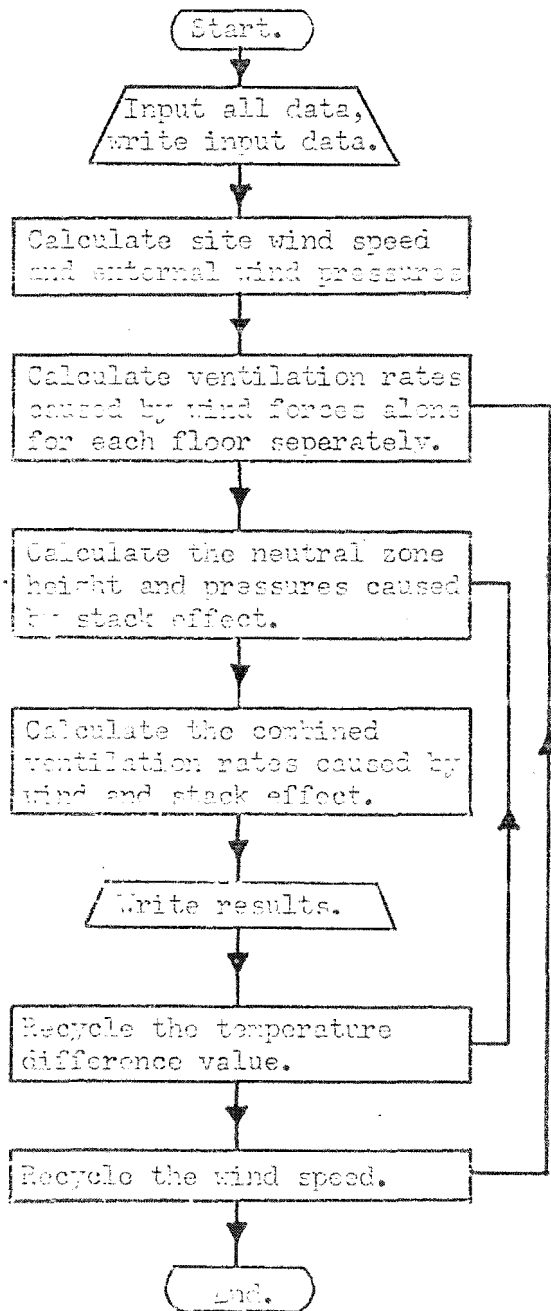 Start.
Input all data,
write input data.
Calculate site wind speed
and external wind pressures
Calculate ventilation rates
caused by wind forces alone
for each floor seperately.
Calculate the neutral zone
height and pressures caused
by stack effect.
Calculate the combined
ventilation rates caused by
wind and stack effect.
Write results.
Recycle the temperature
difference value.
Recycle the wind speed.
End.